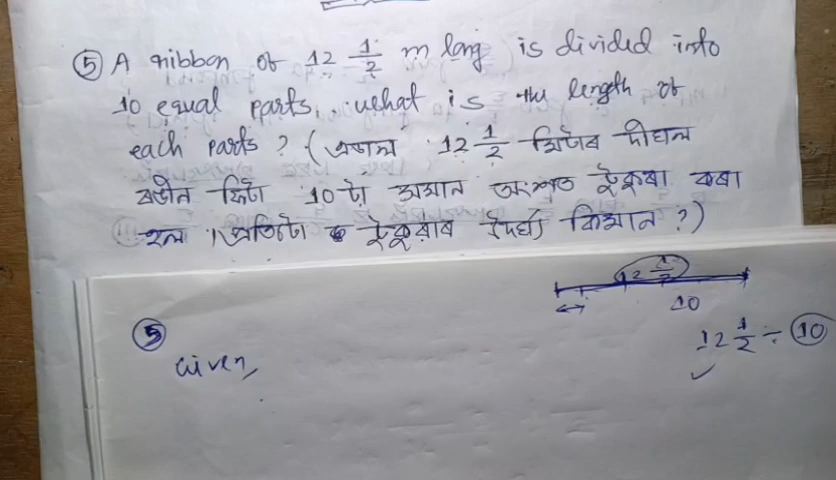 ⑤ A ribbon of 12 1/2 m long is divided into
10 equal parts, what is the length of
each parts? (এডাল 12 1/2 মিটাৰ দীঘল
ৰঙীন ফিটা 10 টা সমান অংশত টুকুৰা কৰা
হল। প্ৰতিটো টুকুৰাৰ দৈৰ্ঘ্য কিমান?)
12 1/2
10
⑤
Given,
12 1/2 ÷ 10